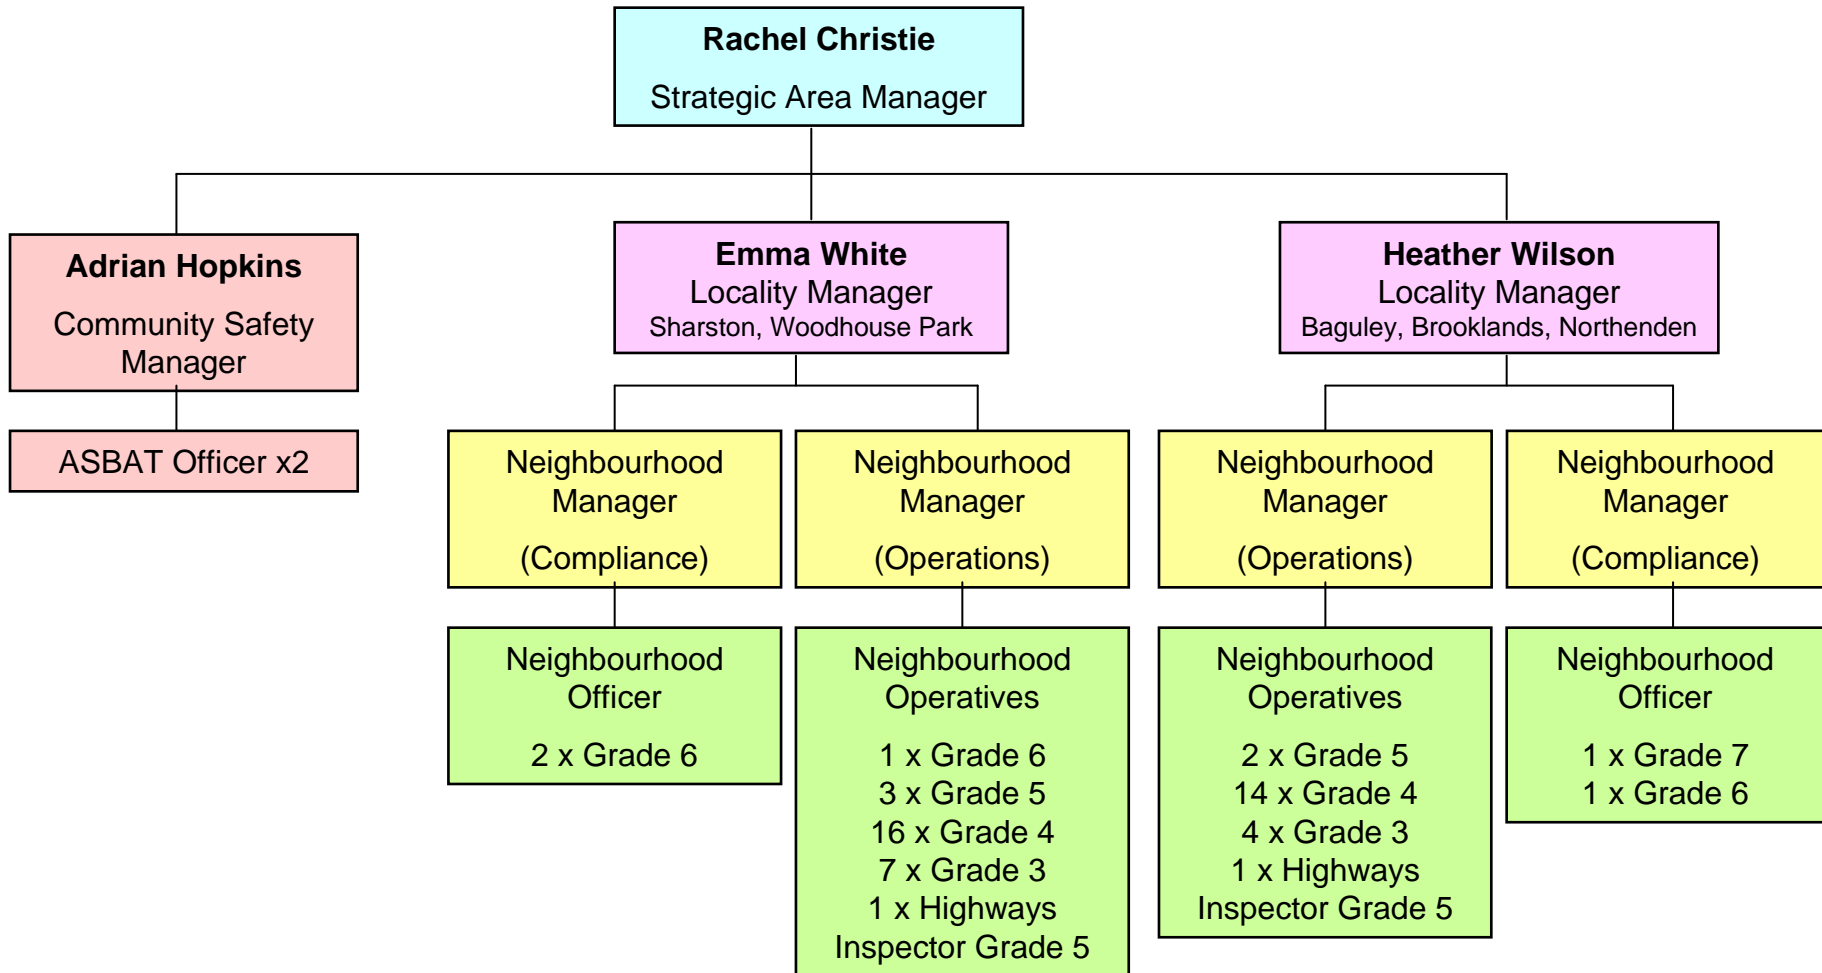 Rachel Christie
Strategic Area Manager
Adrian Hopkins
Community Safety
Manager
ASBAT Officer x2
Emma White
Locality Manager
Sharston, Woodhouse Park
Heather Wilson
Locality Manager
Baguley, Brooklands, Northenden
Neighbourhood
Manager
(Compliance)
Neighbourhood
Manager
(Operations)
Neighbourhood
Manager
(Operations)
Neighbourhood
Manager
(Compliance)
Neighbourhood
Officer
2 x Grade 6
Neighbourhood
Operatives
1 x Grade 6
3 x Grade 5
16 x Grade 4
7 x Grade 3
1 x Highways
Inspector Grade 5
Neighbourhood
Operatives
2 x Grade 5
14 x Grade 4
4 x Grade 3
1 x Highways
Inspector Grade 5
Neighbourhood
Officer
1 x Grade 7
1 x Grade 6